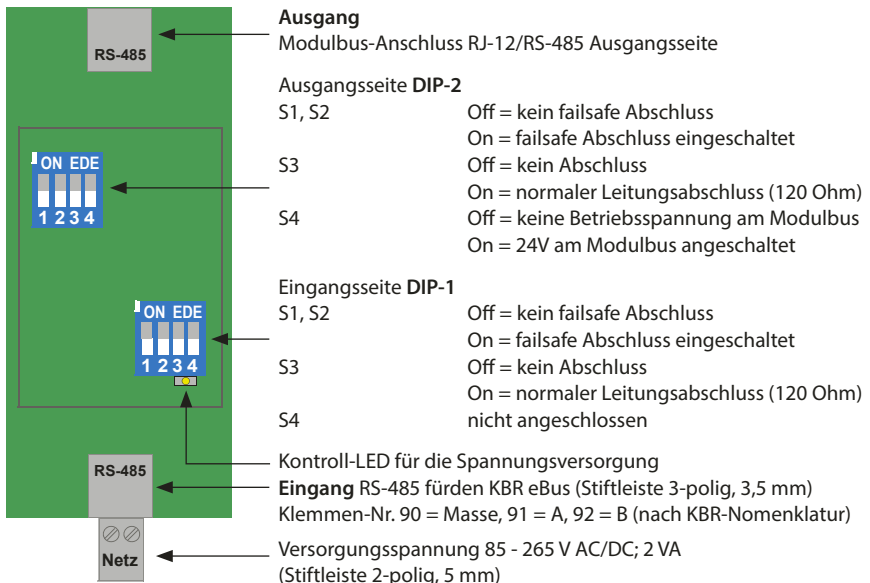 RS-485
Ausgang
Modulbus-Anschluss RJ-12/RS-485 Ausgangsseite
Ausgangsseite DIP-2
S1, S2 Off = kein failsafe Abschluss
On = failsafe Abschluss eingeschaltet
S3 Off = kein Abschluss
On = normaler Leitungsabschluss (120 Ohm)
S4 Off = keine Betriebsspannung am Modulbus
On = 24V am Modulbus angeschaltet
ON EDE
1 2 3 4
Eingangsseite DIP-1
S1, S2 Off = kein failsafe Abschluss
On = failsafe Abschluss eingeschaltet
S3 Off = kein Abschluss
On = normaler Leitungsabschluss (120 Ohm)
S4 nicht angeschlossen
ON EDE
1 2 3 4
Kontroll-LED für die Spannungsversorgung
RS-485
Eingang RS-485 fürden KBR eBus (Stiftleiste 3-polig, 3,5 mm)
Klemmen-Nr. 90 = Masse, 91 = A, 92 = B (nach KBR-Nomenklatur)
Netz
Versorgungsspannung 85 - 265 V AC/DC; 2 VA
(Stiftleiste 2-polig, 5 mm)